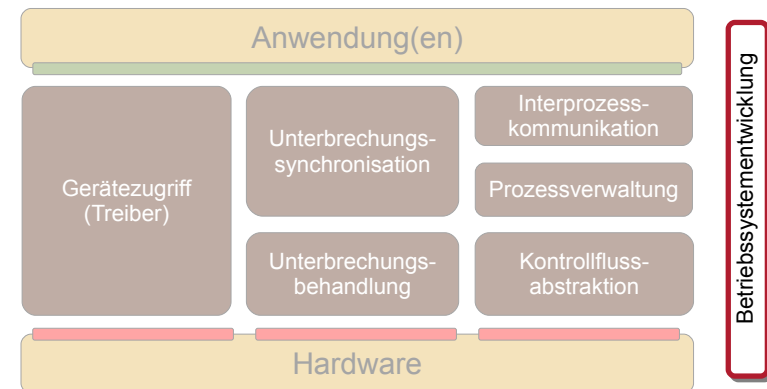 Anwendung(en)
Gerätezugriff
(Treiber)
Unterbrechungs-
synchronisation
Unterbrechungs-
behandlung
Interprozess-
kommunikation
Prozessverwaltung
Kontrollfluss-
abstraktion
Hardware
Betriebssystementwicklung